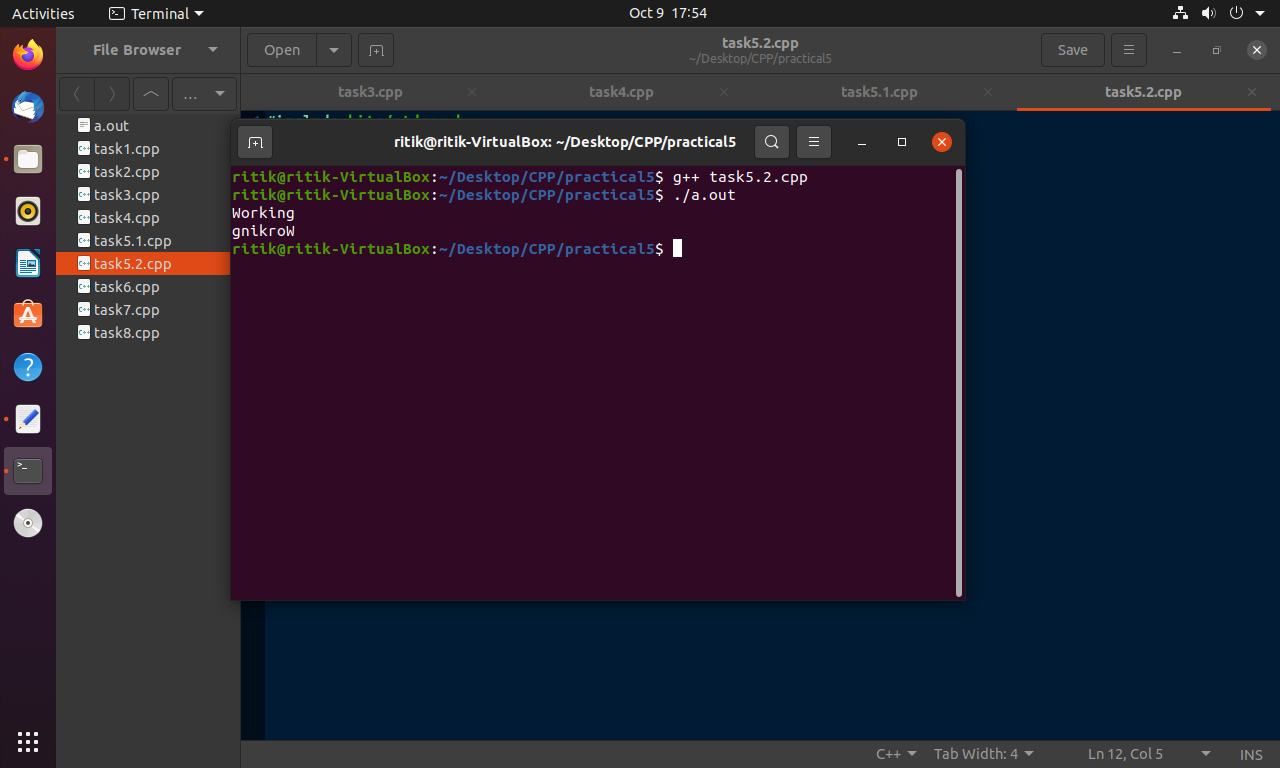 Activities Terminal Oct 9 17:54
File Browser Open task5.2.cpp Save
~/Desktop/CPP/practical5
... task3.cpp task4.cpp task5.1.cpp task5.2.cpp
a.out
task1.cpp
task2.cpp
task3.cpp
task4.cpp
task5.1.cpp
task5.2.cpp
task6.cpp
task7.cpp
task8.cpp
ritik@ritik-VirtualBox: ~/Desktop/CPP/practical5
ritik@ritik-VirtualBox:~/Desktop/CPP/practical5$ g++ task5.2.cpp
ritik@ritik-VirtualBox:~/Desktop/CPP/practical5$ ./a.out
Working
gnikroW
ritik@ritik-VirtualBox:~/Desktop/CPP/practical5$
C++ Tab Width: 4 Ln 12, Col 5 INS